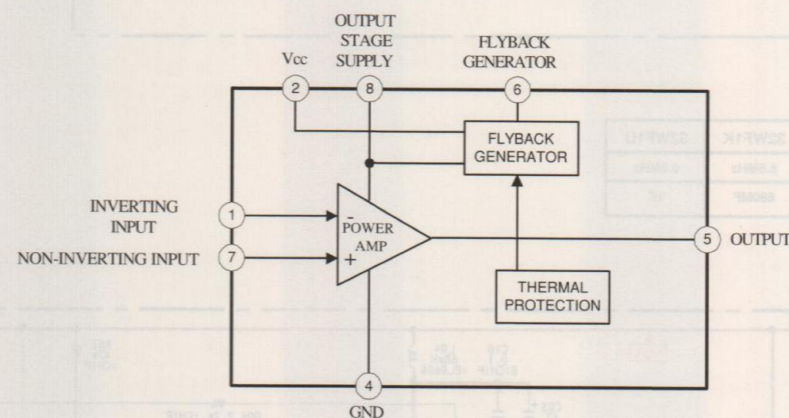 OUTPUT
STAGE
SUPPLY
FLYBACK
GENERATOR
Vcc
2
8
6
FLYBACK
GENERATOR
INVERTING
INPUT
1
-
POWER
AMP
+
NON-INVERTING INPUT
7
5
OUTPUT
THERMAL
PROTECTION
4
GND